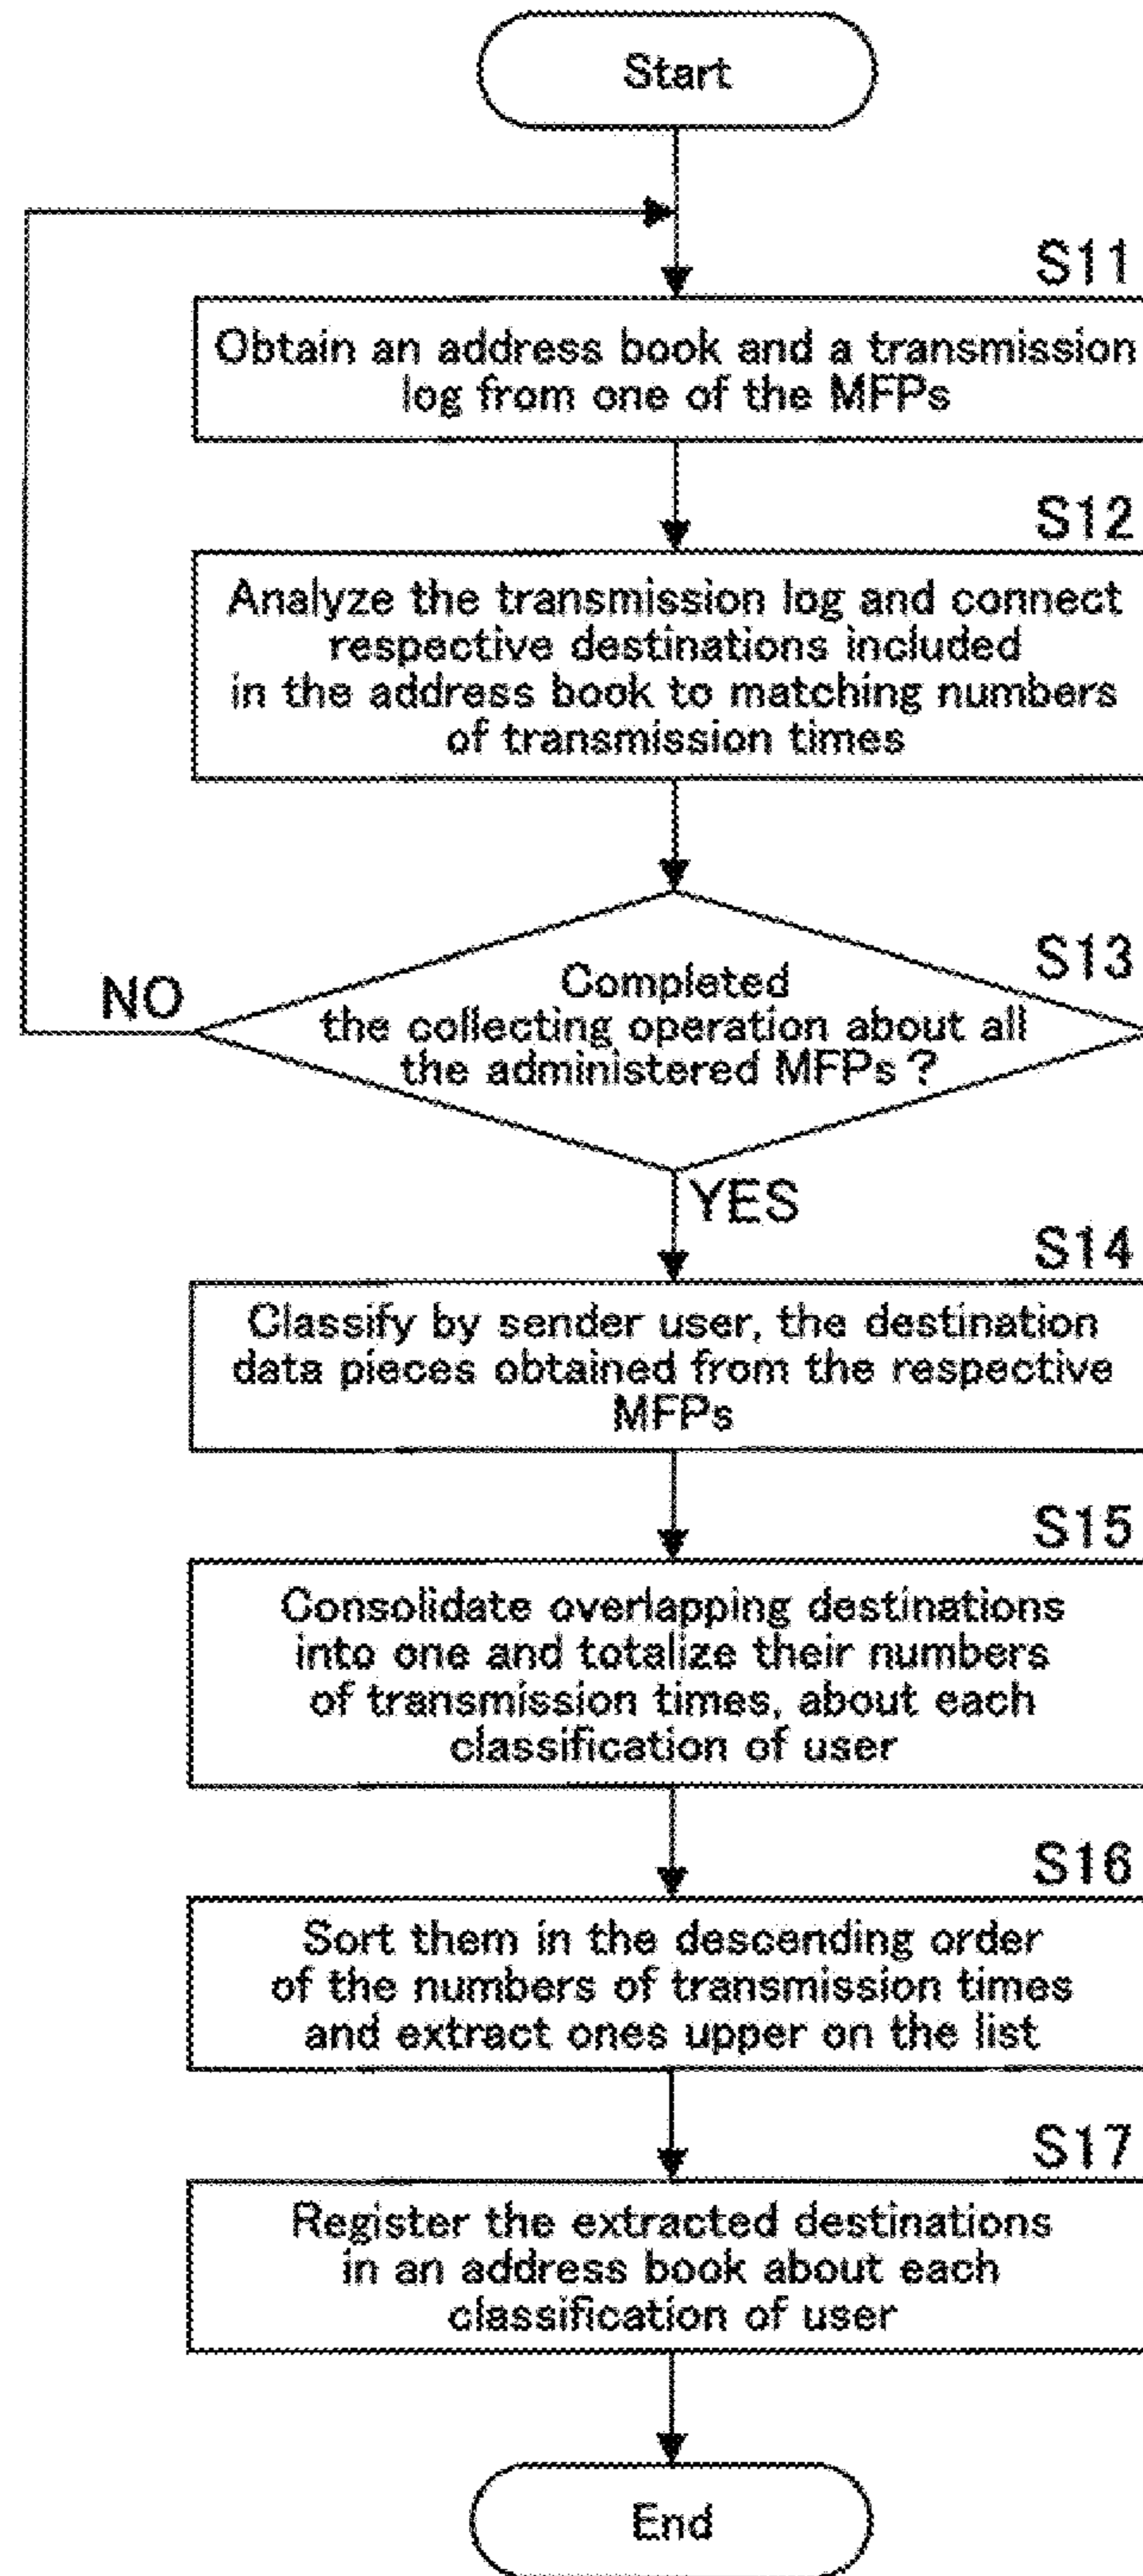 Start
S11
Obtain an address book and a transmission
log from one of the MFPs
S12
Analyze the transmission log and connect
respective destinations included
in the address book to matching numbers
of transmission times
S13
Completed
the collecting operation about all
the administered MFPs?
NO
YES
S14
Classify by sender user, the destination
data pieces obtained from the respective
MFPs
S15
Consolidate overlapping destinations
into one and totalize their numbers
of transmission times, about each
classification of user
S16
Sort them in the descending order
of the numbers of transmission times
and extract ones upper on the list
S17
Register the extracted destinations
in an address book about each
classification of user
End